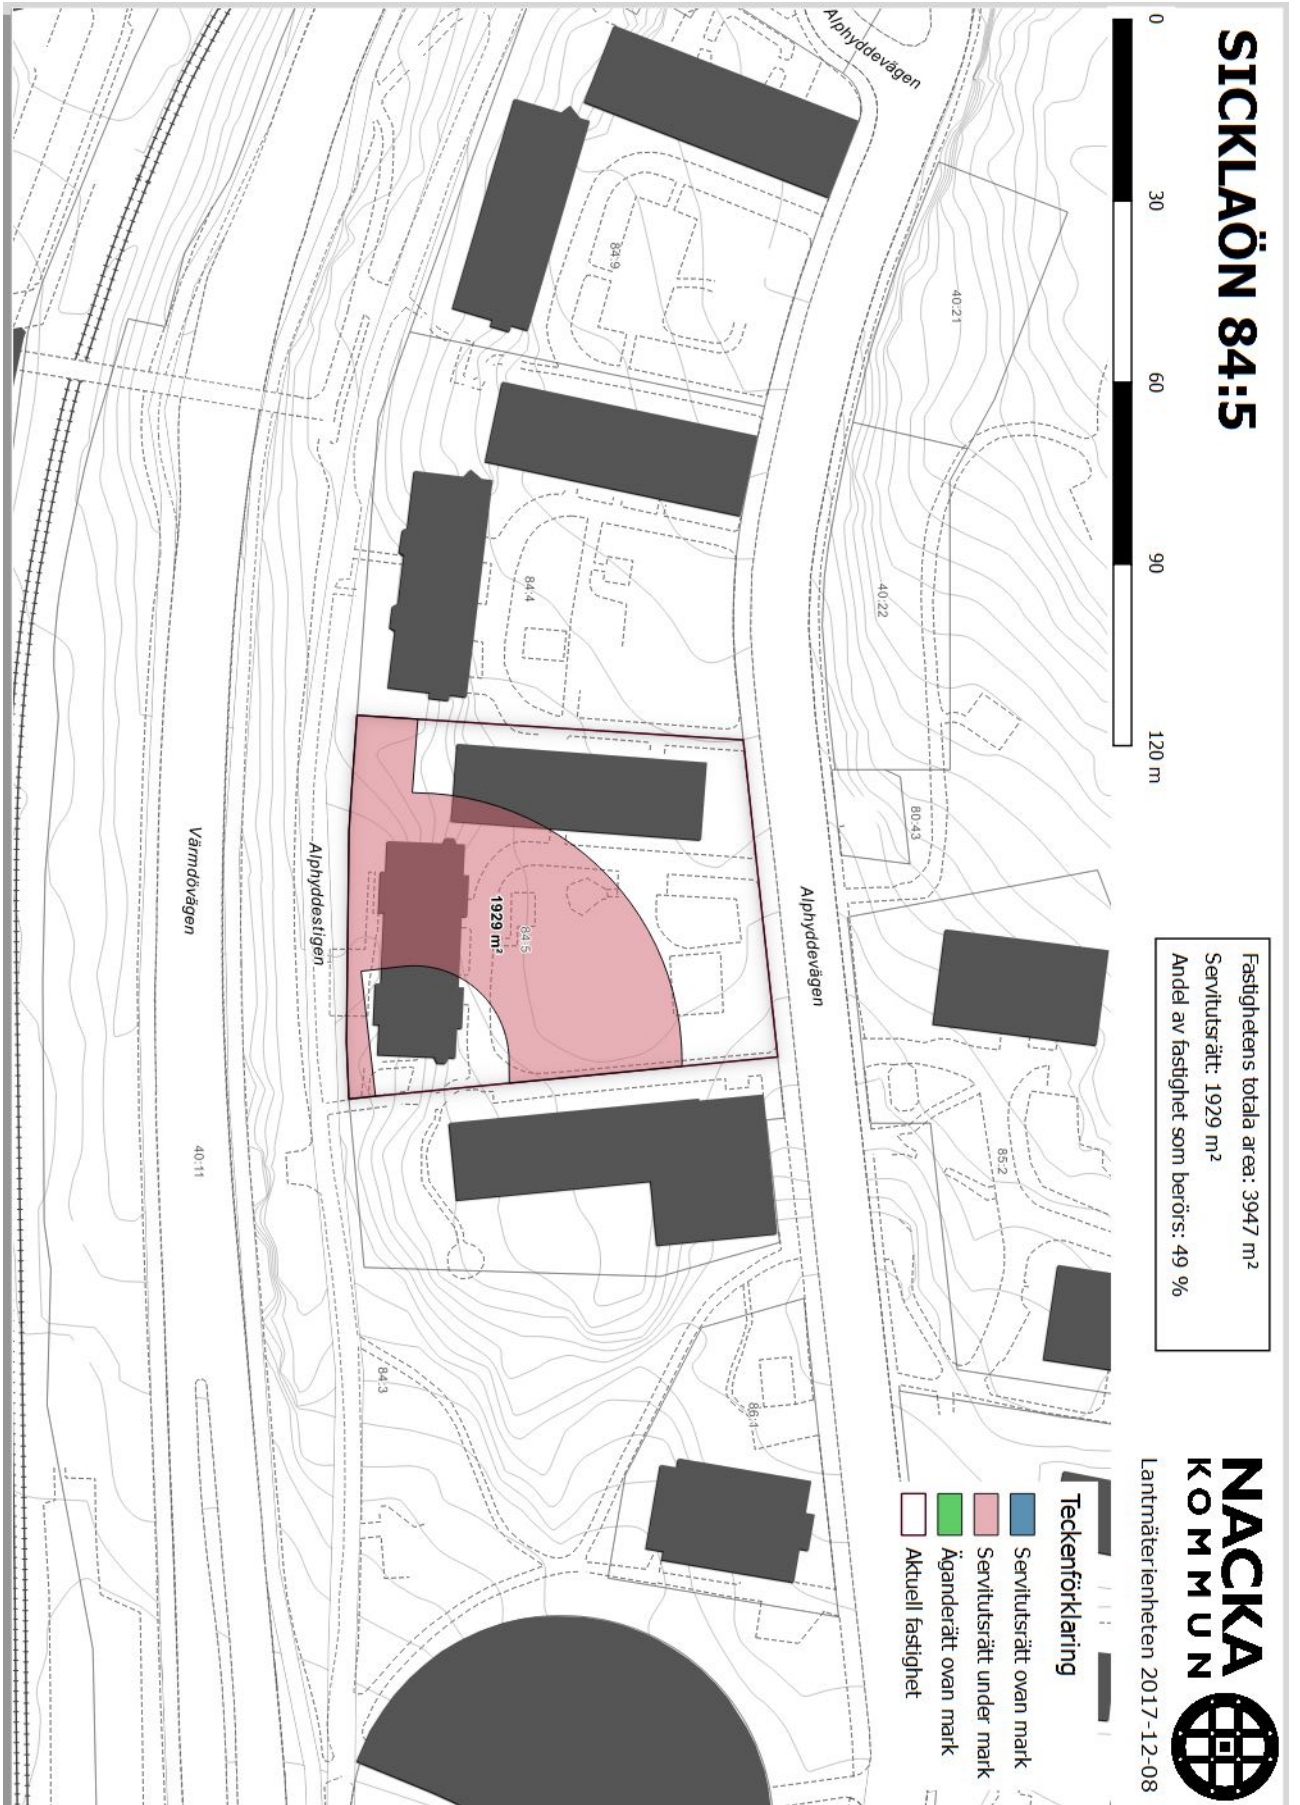 SICKLAÖN 84:5
0
30
60
90
120 m
Fastighetens totala area: 3947 m²
Servitutsrätt: 1929 m²
Andel av fastighet som berörs: 49 %
NACKA
KOMMUN
Lantmäterienheten 2017-12-08
Teckenförklaring
Servitutsrätt ovan mark
Servitutsrätt under mark
Äganderätt ovan mark
Aktuell fastighet
Alphyddevägen
40:21
84:9
40:22
84:4
80:43
Alphyddevägen
84:5
1929 m²
Alphyddestigen
Värmdövägen
85:2
40:11
84:3
86:1